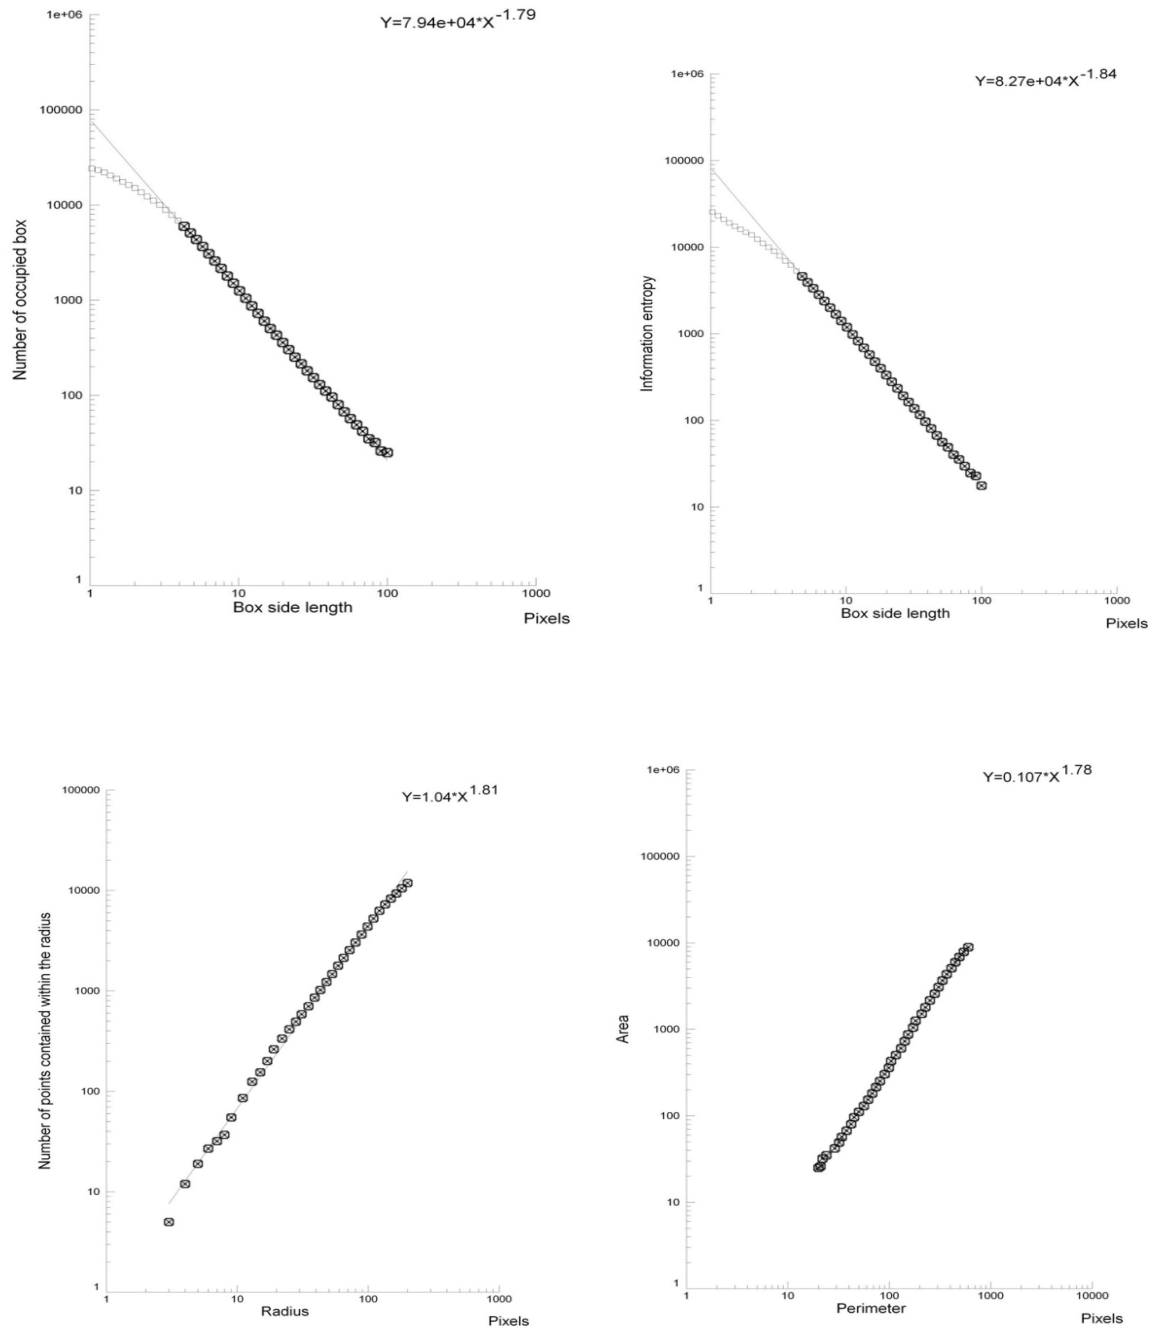 Y=7.94e+04*X-1.79
1e+06
100000
10000
1000
100
10
1
Number of occupied box
1 10 100 1000
Box side length
Pixels
Y=8.27e+04*X-1.84
1e+06
100000
10000
1000
100
10
1
Information entropy
1 10 100 1000
Box side length
Pixels
Y=1.04*X1.81
100000
10000
1000
100
10
1
Number of points contained within the radius
1 10 100 1000
Radius
Pixels
Y=0.107*X1.78
1e+06
100000
10000
1000
100
10
1
Area
1 10 100 1000 10000
Perimeter
Pixels